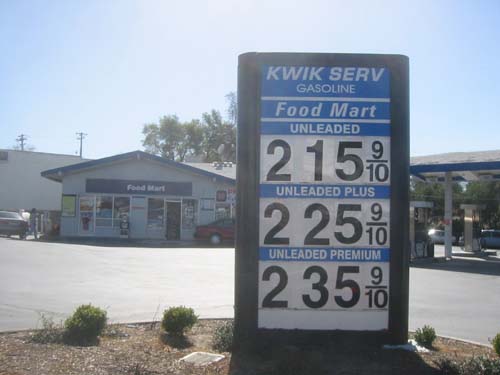 KWIK SERV
GASOLINE
Food Mart
UNLEADED
2 15 9/10
UNLEADED PLUS
2 25 9/10
UNLEADED PREMIUM
2 35 9/10
Food Mart